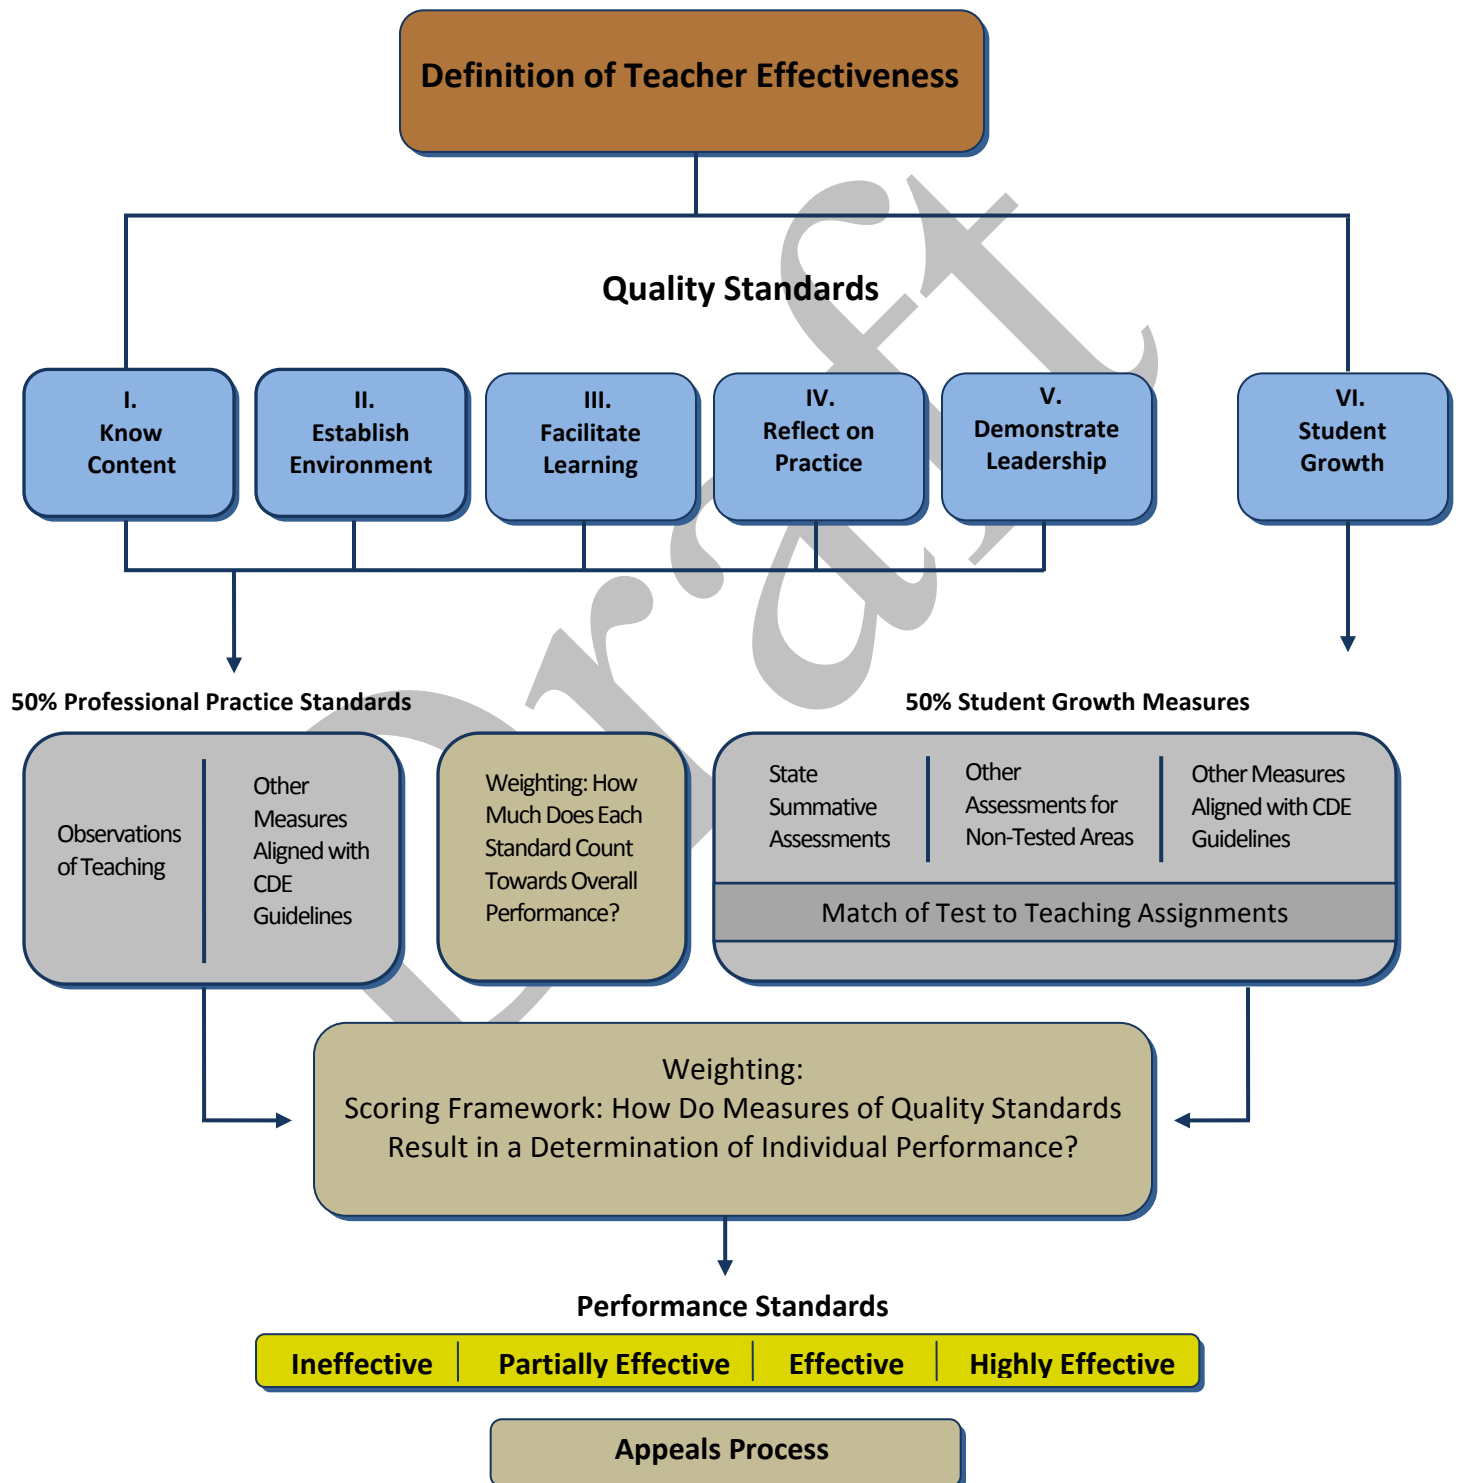 Definition of Teacher Effectiveness
Quality Standards
I.
Know
Content
II.
Establish
Environment
III.
Facilitate
Learning
IV.
Reflect on
Practice
V.
Demonstrate
Leadership
VI.
Student
Growth
50% Professional Practice Standards
50% Student Growth Measures
Observations
of Teaching
Other
Measures
Aligned with
CDE
Guidelines
Weighting: How
Much Does Each
Standard Count
Towards Overall
Performance?
State
Summative
Assessments
Other
Assessments for
Non-Tested Areas
Other Measures
Aligned with CDE
Guidelines
Match of Test to Teaching Assignments
Weighting:
Scoring Framework: How Do Measures of Quality Standards
Result in a Determination of Individual Performance?
Performance Standards
Ineffective
Partially Effective
Effective
Highly Effective
Appeals Process
Draft